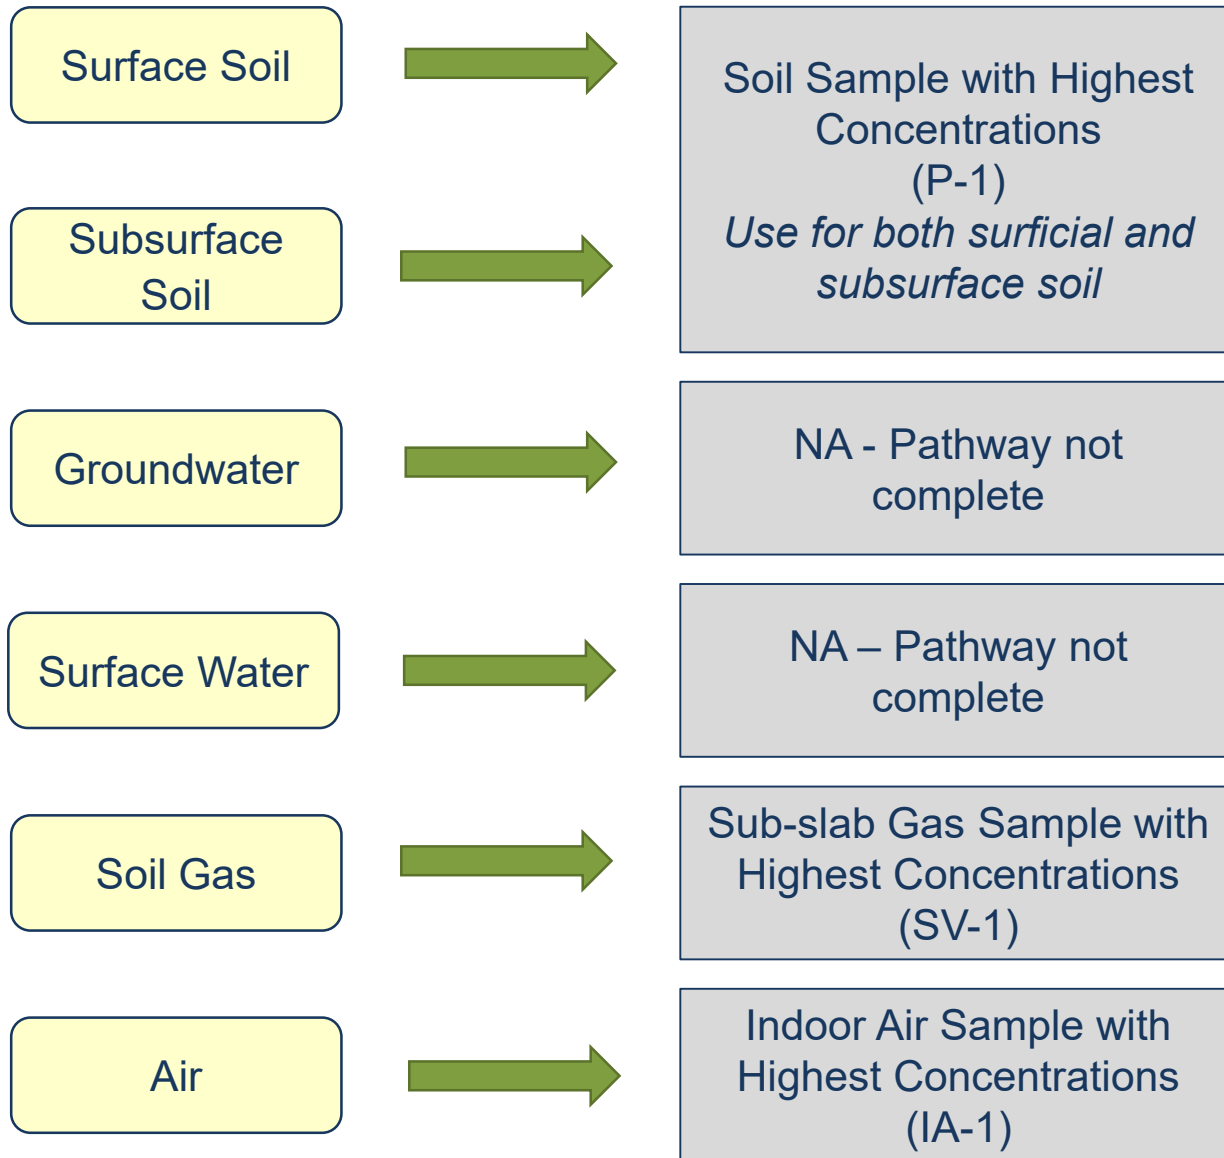 Surface Soil
Soil Sample with Highest
Concentrations
(P-1)
Use for both surficial and
subsurface soil
Subsurface
Soil
Groundwater
NA - Pathway not
complete
Surface Water
NA – Pathway not
complete
Soil Gas
Sub-slab Gas Sample with
Highest Concentrations
(SV-1)
Air
Indoor Air Sample with
Highest Concentrations
(IA-1)